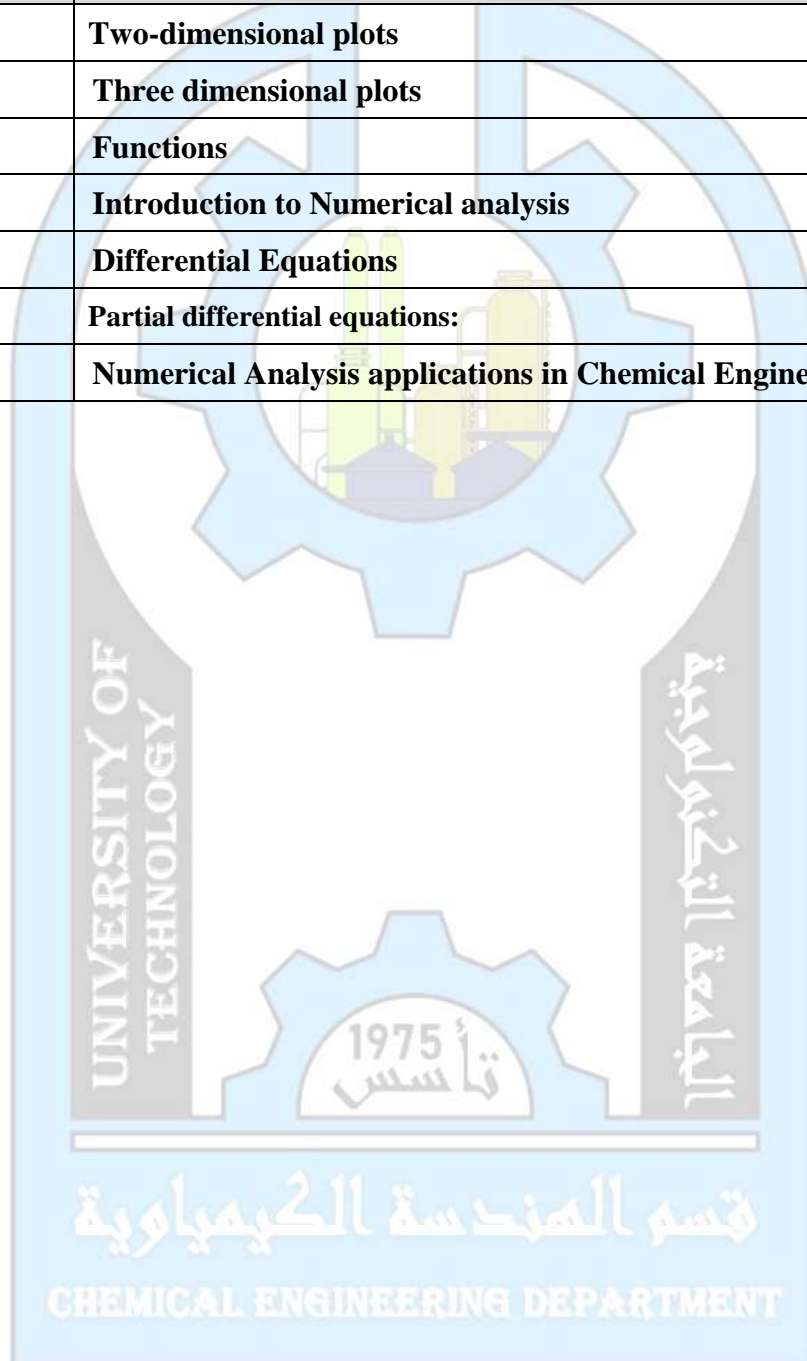 Two-dimensional plots
Three dimensional plots
Functions
Introduction to Numerical analysis
Differential Equations
Partial differential equations:
Numerical Analysis applications in Chemical Engine
UNIVERSITY OF
TECHNOLOGY
الجامعة التكنولوجية
1975
تأسس
قسم الهندسة الكيمياوية
CHEMICAL ENGINEERING DEPARTMENT